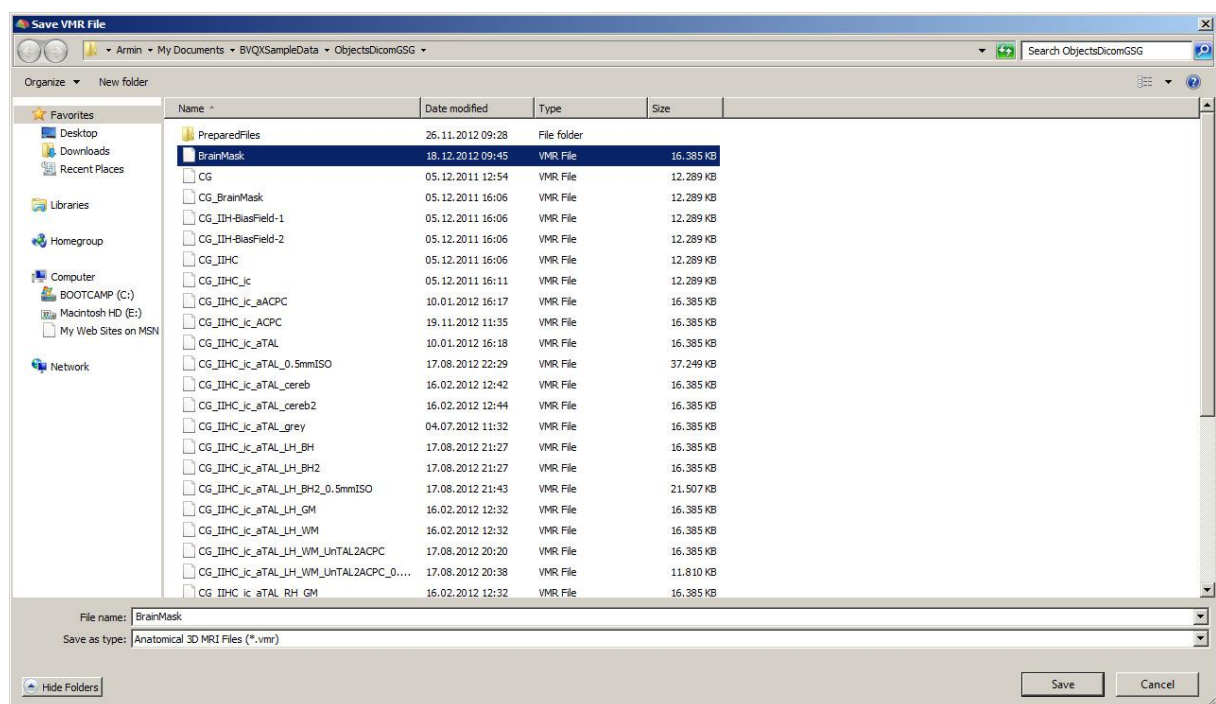 Save VMR File
Armin My Documents BVQXSampleData ObjectsDicomGSG Search ObjectsDicomGSG
Organize New folder
Favorites
Desktop
Downloads
Recent Places
Libraries
Homegroup
Computer
BOOTCAMP (C:)
Macintosh HD (E:)
My Web Sites on MSN
Network
Name Date modified Type Size
PreparedFiles 26.11.2012 09:28 File folder
BrainMask 18.12.2012 09:45 VMR File 16.385 KB
CG 05.12.2011 12:54 VMR File 12.289 KB
CG_BrainMask 05.12.2011 16:06 VMR File 12.289 KB
CG_IIH-BiasField-1 05.12.2011 16:06 VMR File 12.289 KB
CG_IIH-BiasField-2 05.12.2011 16:06 VMR File 12.289 KB
CG_IIHC 05.12.2011 16:06 VMR File 12.289 KB
CG_IIHC_ic 05.12.2011 16:11 VMR File 12.289 KB
CG_IIHC_ic_aACPC 10.01.2012 16:17 VMR File 16.385 KB
CG_IIHC_ic_ACPC 19.11.2012 11:35 VMR File 16.385 KB
CG_IIHC_ic_aTAL 10.01.2012 16:18 VMR File 16.385 KB
CG_IIHC_ic_aTAL_0.5mmISO 17.08.2012 22:29 VMR File 37.249 KB
CG_IIHC_ic_aTAL_cereb 16.02.2012 12:42 VMR File 16.385 KB
CG_IIHC_ic_aTAL_cereb2 16.02.2012 12:44 VMR File 16.385 KB
CG_IIHC_ic_aTAL_grey 04.07.2012 11:32 VMR File 16.385 KB
CG_IIHC_ic_aTAL_LH_BH 17.08.2012 21:27 VMR File 16.385 KB
CG_IIHC_ic_aTAL_LH_BH2 17.08.2012 21:27 VMR File 16.385 KB
CG_IIHC_ic_aTAL_LH_BH2_0.5mmISO 17.08.2012 21:43 VMR File 21.507 KB
CG_IIHC_ic_aTAL_LH_GM 16.02.2012 12:32 VMR File 16.385 KB
CG_IIHC_ic_aTAL_LH_WM 16.02.2012 12:32 VMR File 16.385 KB
CG_IIHC_ic_aTAL_LH_WM_UnTAL2ACPC 17.08.2012 20:20 VMR File 16.385 KB
CG_IIHC_ic_aTAL_LH_WM_UnTAL2ACPC_0.... 17.08.2012 20:38 VMR File 11.810 KB
CG_IIHC_ic_aTAL_RH_GM 16.02.2012 12:32 VMR File 16.385 KB
File name: BrainMask
Save as type: Anatomical 3D MRI Files (*.vmr)
Hide Folders Save Cancel